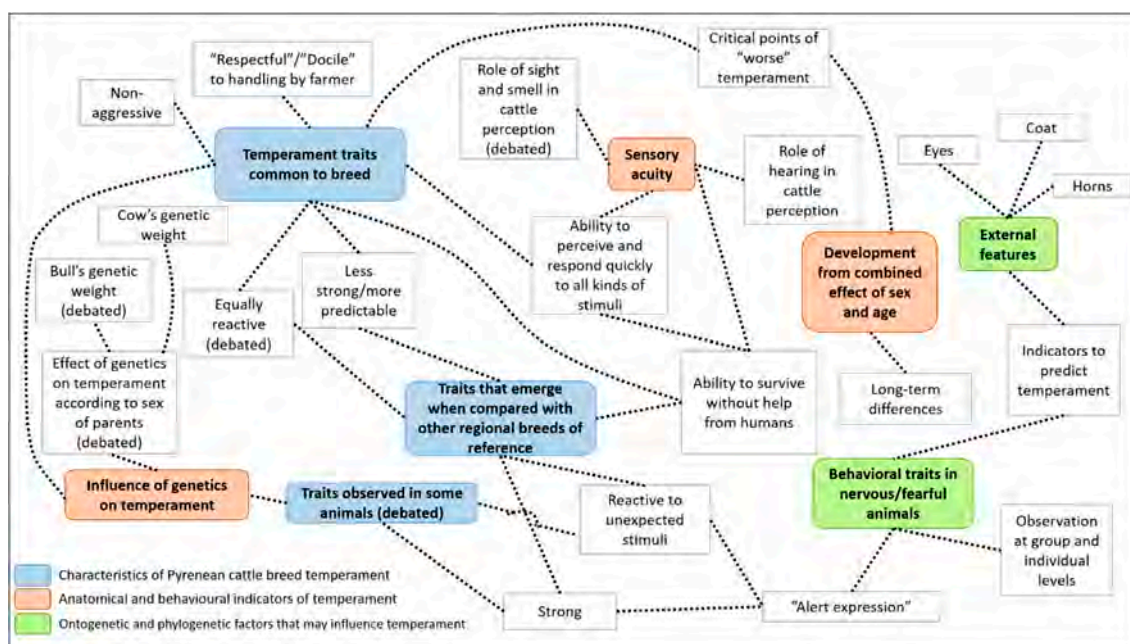 "Respectful"/"Docile"
to handling by farmer
Non-
aggressive
Temperament traits
common to breed
Role of sight
and smell in
cattle perception
(debated)
Critical points of
"worse"
temperament
Sensory
acuity
Role of
hearing in
cattle
perception
Coat
Eyes
Horns
External
features
Cow's genetic
weight
Bull's genetic
weight
(debated)
Equally
reactive
(debated)
Less
strong/more
predictable
Ability to
perceive and
respond quickly
to all kinds of
stimuli
Development
from combined
effect of sex
and age
Effect of genetics
on temperament
according to sex
of parents
(debated)
Traits that emerge
when compared with
other regional breeds of
reference
Ability to survive
without help
from humans
Long-term
differences
Indicators to
predict
temperament
Influence of genetics
on temperament
Traits observed in some
animals (debated)
Reactive to
unexpected
stimuli
Behavioral traits in
nervous/fearful
animals
Observation
at group and
individual
levels
Strong
"Alert expression"
Characteristics of Pyrenean cattle breed temperament
Anatomical and behavioural indicators of temperament
Ontogenetic and phylogenetic factors that may influence temperament